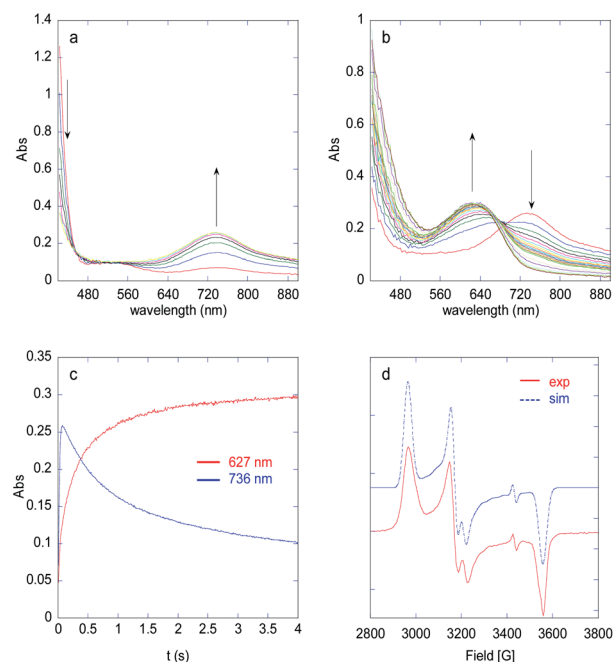 a
1.4
1.2
1
0.8
0.6
0.4
0.2
0
Abs
480 560 640 720 800 880
wavelength (nm)
b
1
0.8
0.6
0.4
0.2
0
Abs
480 560 640 720 800 880
wavelength (nm)
c
0.35
0.3
0.25
0.2
0.15
0.1
0.05
0
Abs
627 nm
736 nm
0 0.5 1 1.5 2 2.5 3 3.5 4
t (s)
d
exp
sim
2800 3000 3200 3400 3600 3800
Field [G]